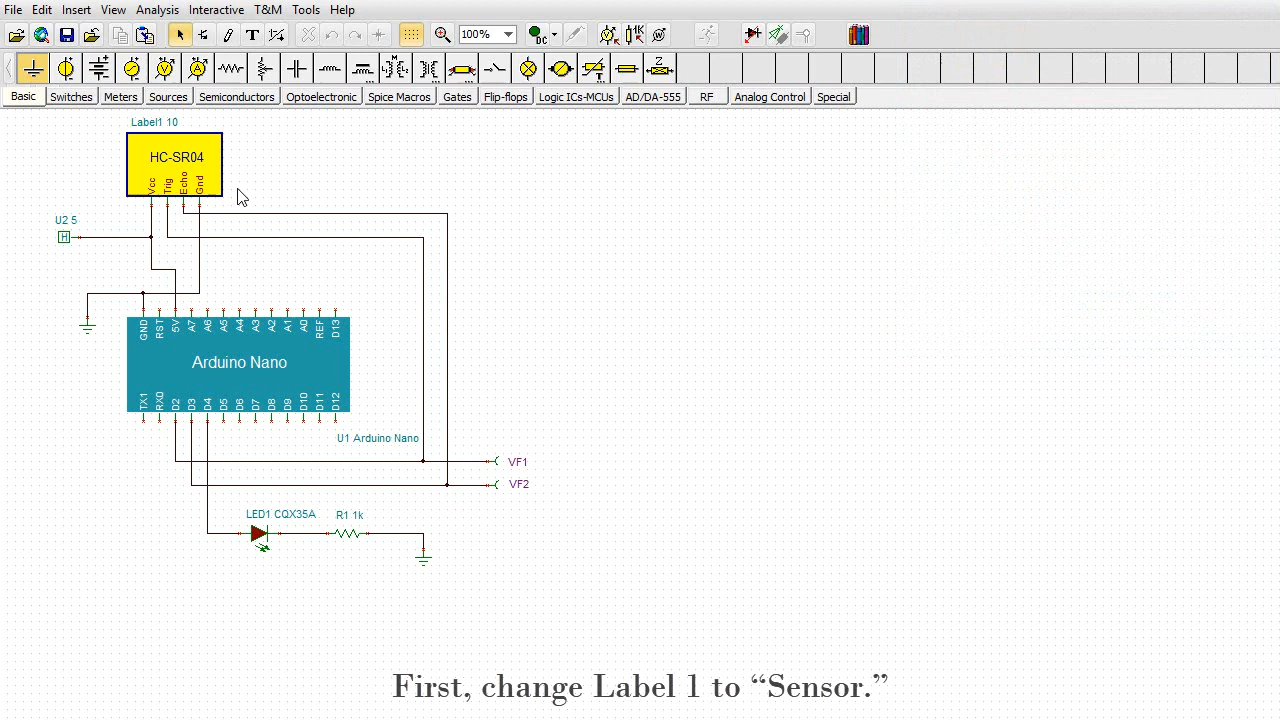 File Edit Insert View Analysis Interactive T&M Tools Help
100% DC
Basic Switches Meters Sources Semiconductors Optoelectronic Spice Macros Gates Flip-flops Logic ICs-MCUs AD/DA-555 RF Analog Control Special
Label1 10
HC-SR04
Vcc Trig Echo Gnd
U2 5
H
GND RST 5V A7 A6 A5 A4 A3 A2 A1 A0 REF D13
Arduino Nano
TX1 RX0 D2 D3 D4 D5 D6 D7 D8 D9 D10 D11 D12
U1 Arduino Nano
VF1
VF2
LED1 CQX35A R1 1k
First, change Label 1 to “Sensor.”